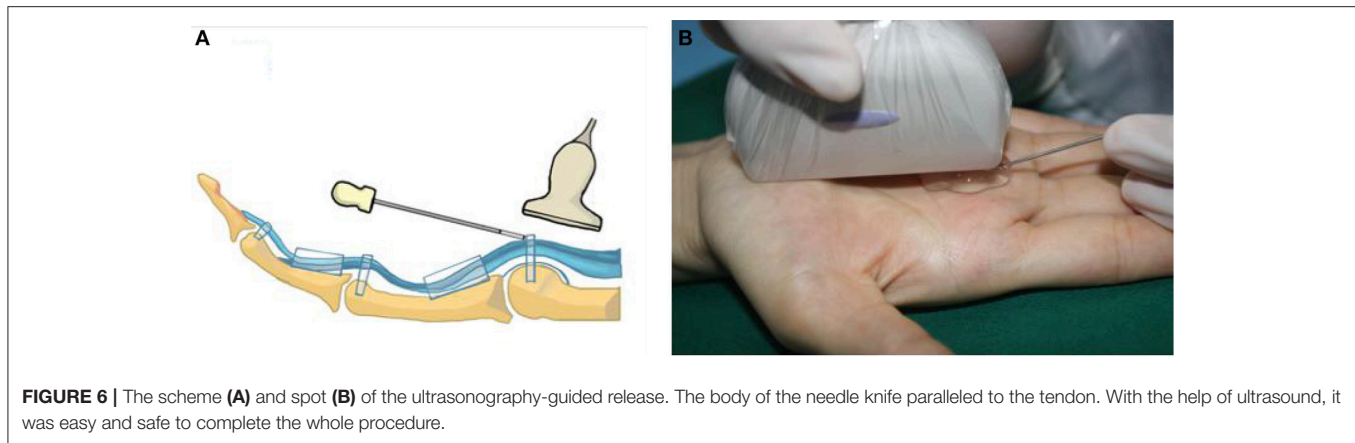 A
B
FIGURE 6 | The scheme (A) and spot (B) of the ultrasonography-guided release. The body of the needle knife paralleled to the tendon. With the help of ultrasound, it
was easy and safe to complete the whole procedure.